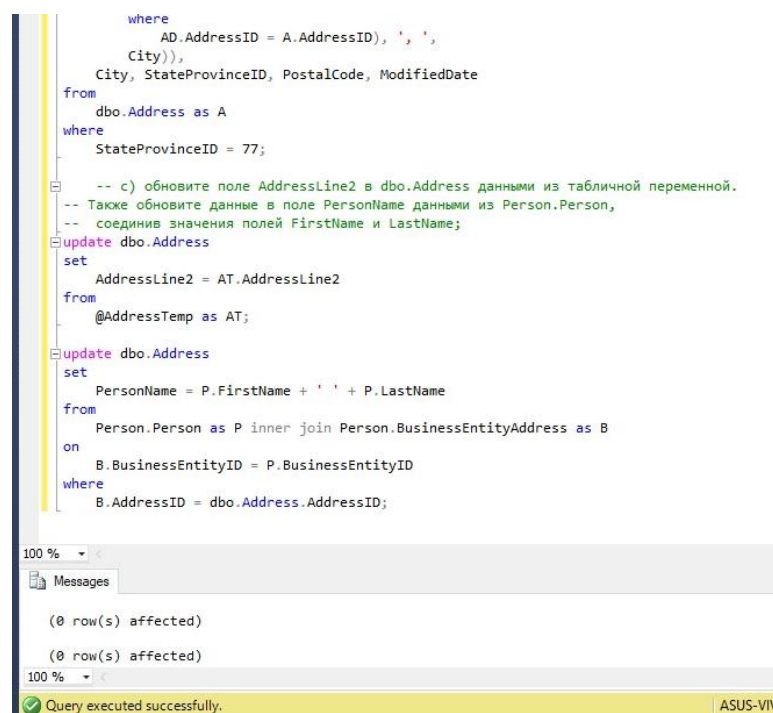 where
AD.AddressID = A.AddressID), ', ',
City)),
City, StateProvinceID, PostalCode, ModifiedDate
from
dbo.Address as A
where
StateProvinceID = 77;
-- c) обновите поле AddressLine2 в dbo.Address данными из табличной переменной.
-- Также обновите данные в поле PersonName данными из Person.Person,
-- соединив значения полей FirstName и LastName;
update dbo.Address
set
AddressLine2 = AT.AddressLine2
from
@AddressTemp as AT;
update dbo.Address
set
PersonName = P.FirstName + ' ' + P.LastName
from
Person.Person as P inner join Person.BusinessEntityAddress as B
on
B.BusinessEntityID = P.BusinessEntityID
where
B.AddressID = dbo.Address.AddressID;
100 %
Messages
(0 row(s) affected)
(0 row(s) affected)
100 %
Query executed successfully. ASUS-VIV